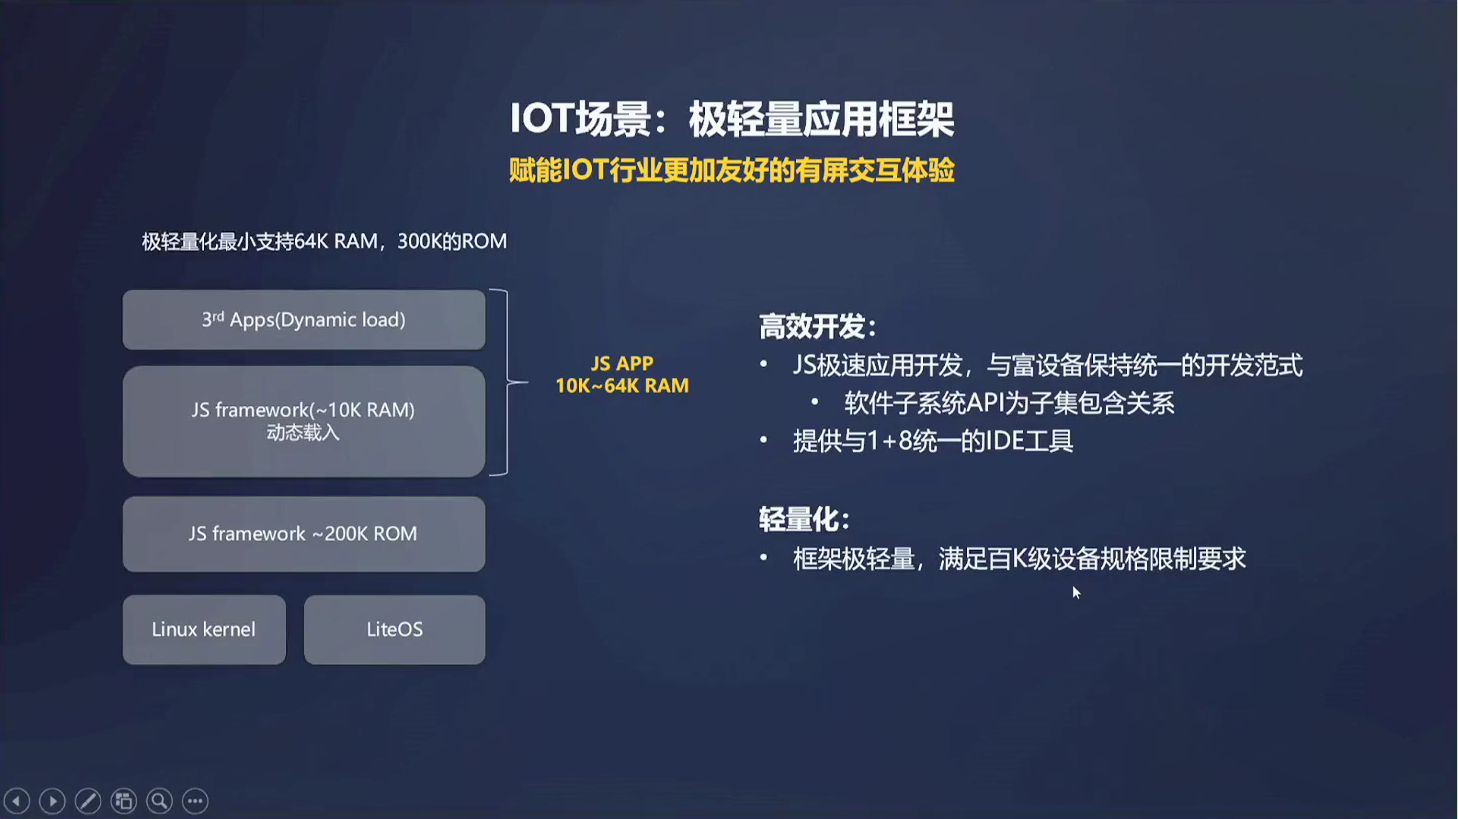 IOT场景：极轻量应用框架
赋能IOT行业更加友好的有屏交互体验
极轻量化最小支持64K RAM，300K的ROM
3rd Apps(Dynamic load)
JS framework(~10K RAM)
动态载入
JS APP
10K~64K RAM
JS framework ~200K ROM
Linux kernel
LiteOS
高效开发：
• JS极速应用开发，与富设备保持统一的开发范式
• 软件子系统API为子集包含关系
• 提供与1+8统一的IDE工具
轻量化：
• 框架极轻量，满足百K级设备规格限制要求